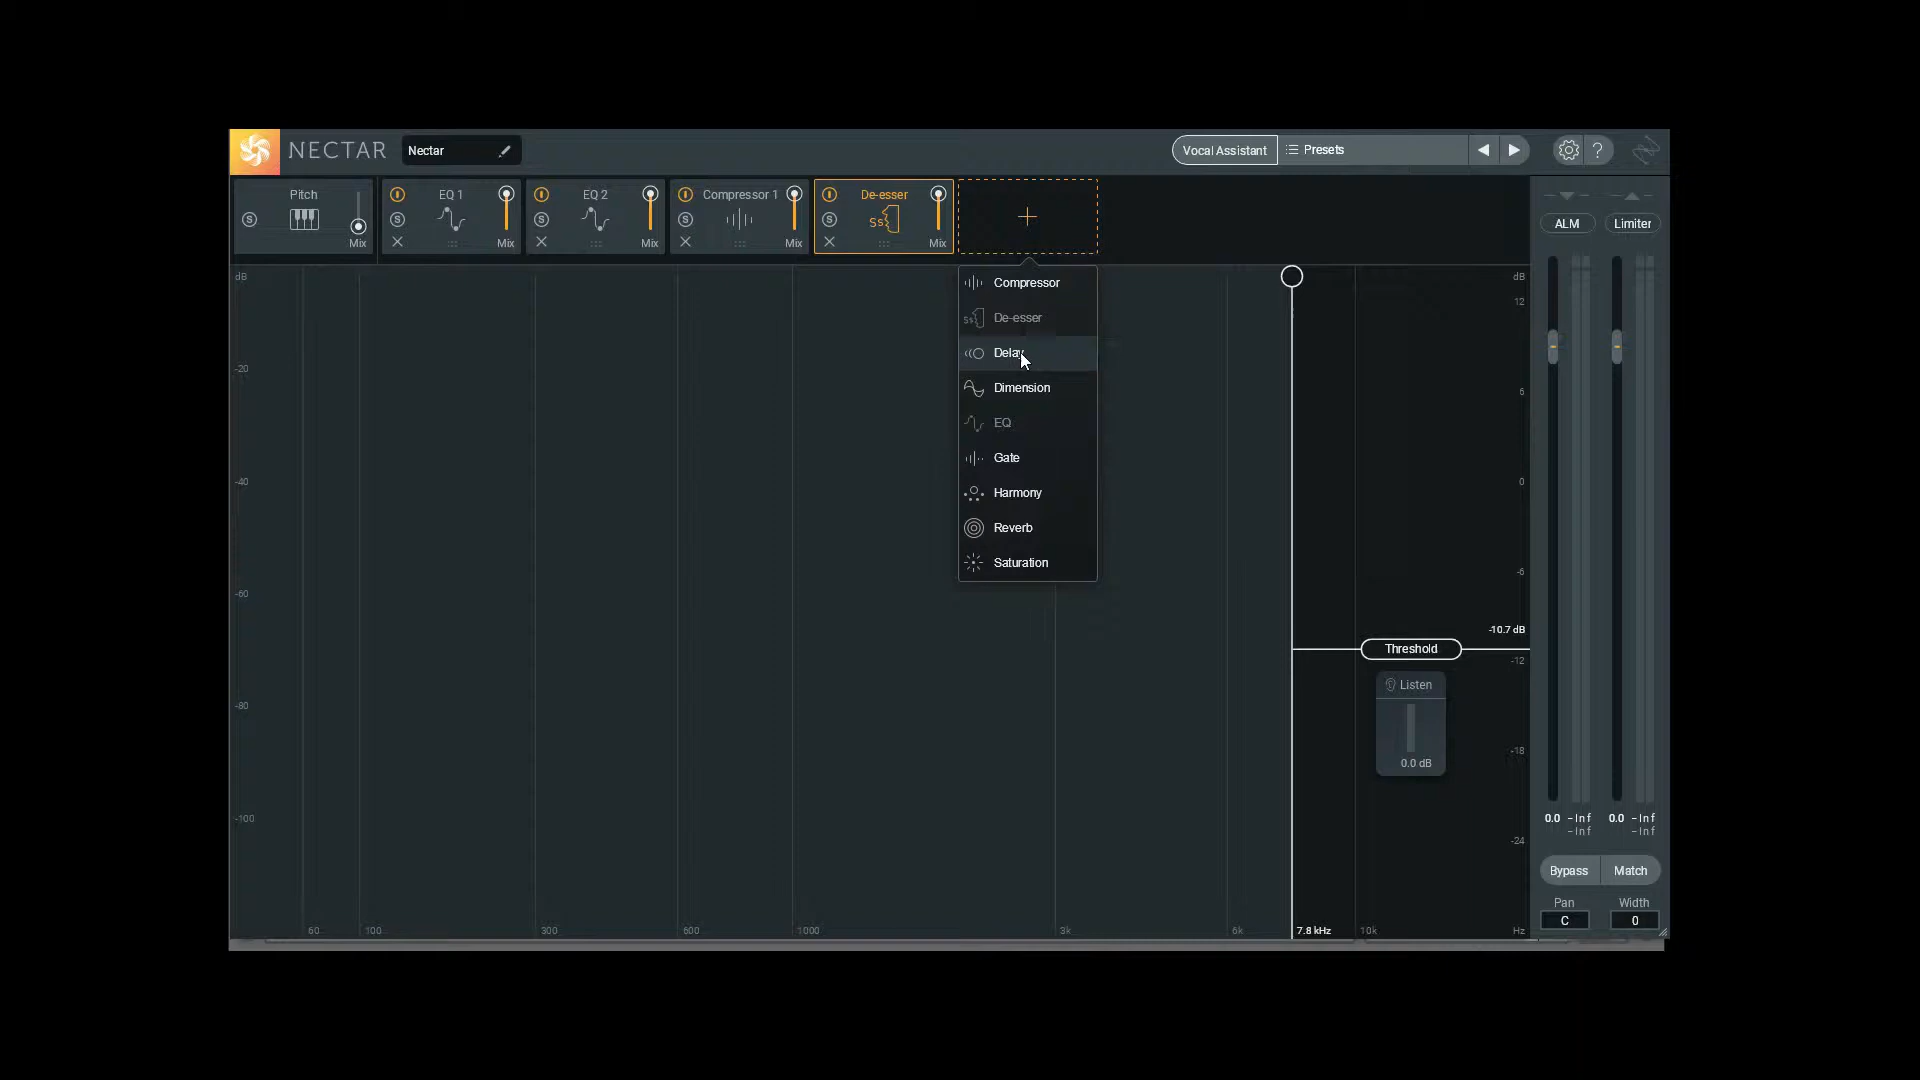 NECTAR
Nectar
Vocal Assistant
Presets
?
Pitch
S
Mix
EQ 1
S
Mix
EQ 2
S
Mix
Compressor 1
S
Mix
De-esser
Ss
S
Mix
+
ALM
Limiter
Compressor
De-esser
Delay
Dimension
EQ
Gate
Harmony
Reverb
Saturation
dB
-20
-40
-60
-80
-100
dB
12
6
0
-6
-10.7 dB
-12
-18
-24
Threshold
Listen
0.0 dB
60
100
300
600
1000
3k
6k
7.8 kHz
10k
Hz
0.0 -Inf 0.0 -Inf
-Inf -Inf
Bypass
Match
Pan
Width
C
0